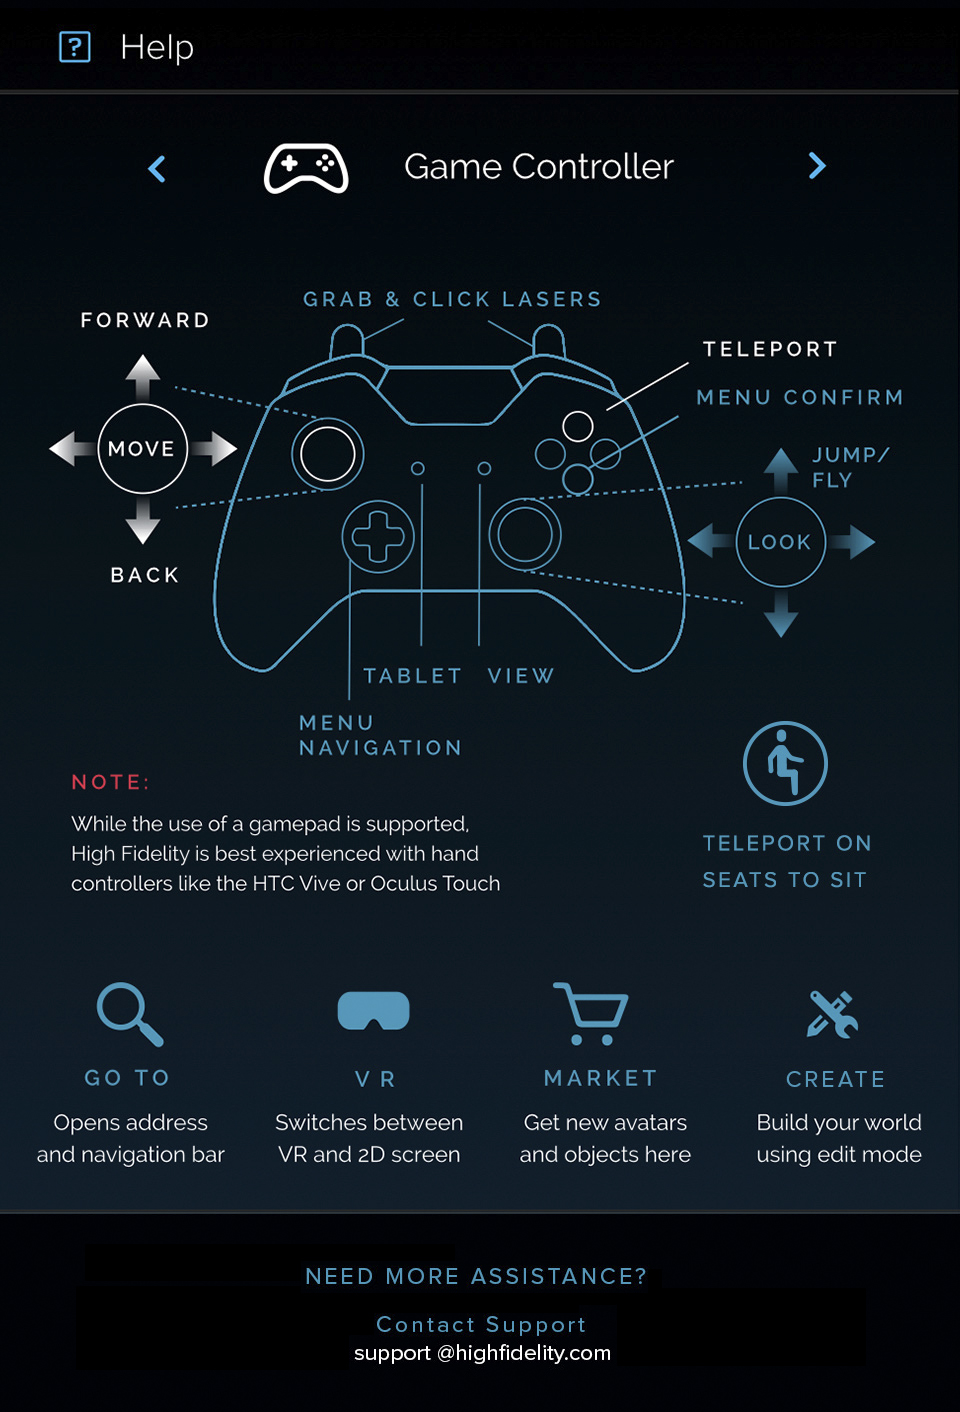 Help
Game Controller
GRAB & CLICK LASERS
FORWARD
TELEPORT
MENU CONFIRM
MOVE
JUMP/
FLY
LOOK
BACK
TABLET
VIEW
MENU
NAVIGATION
NOTE:
While the use of a gamepad is supported,
High Fidelity is best experienced with hand
controllers like the HTC Vive or Oculus Touch
TELEPORT ON
SEATS TO SIT
GO TO
Opens address
and navigation bar
VR
Switches between
VR and 2D screen
MARKET
Get new avatars
and objects here
CREATE
Build your world
using edit mode
NEED MORE ASSISTANCE?
Contact Support
support @highfidelity.com